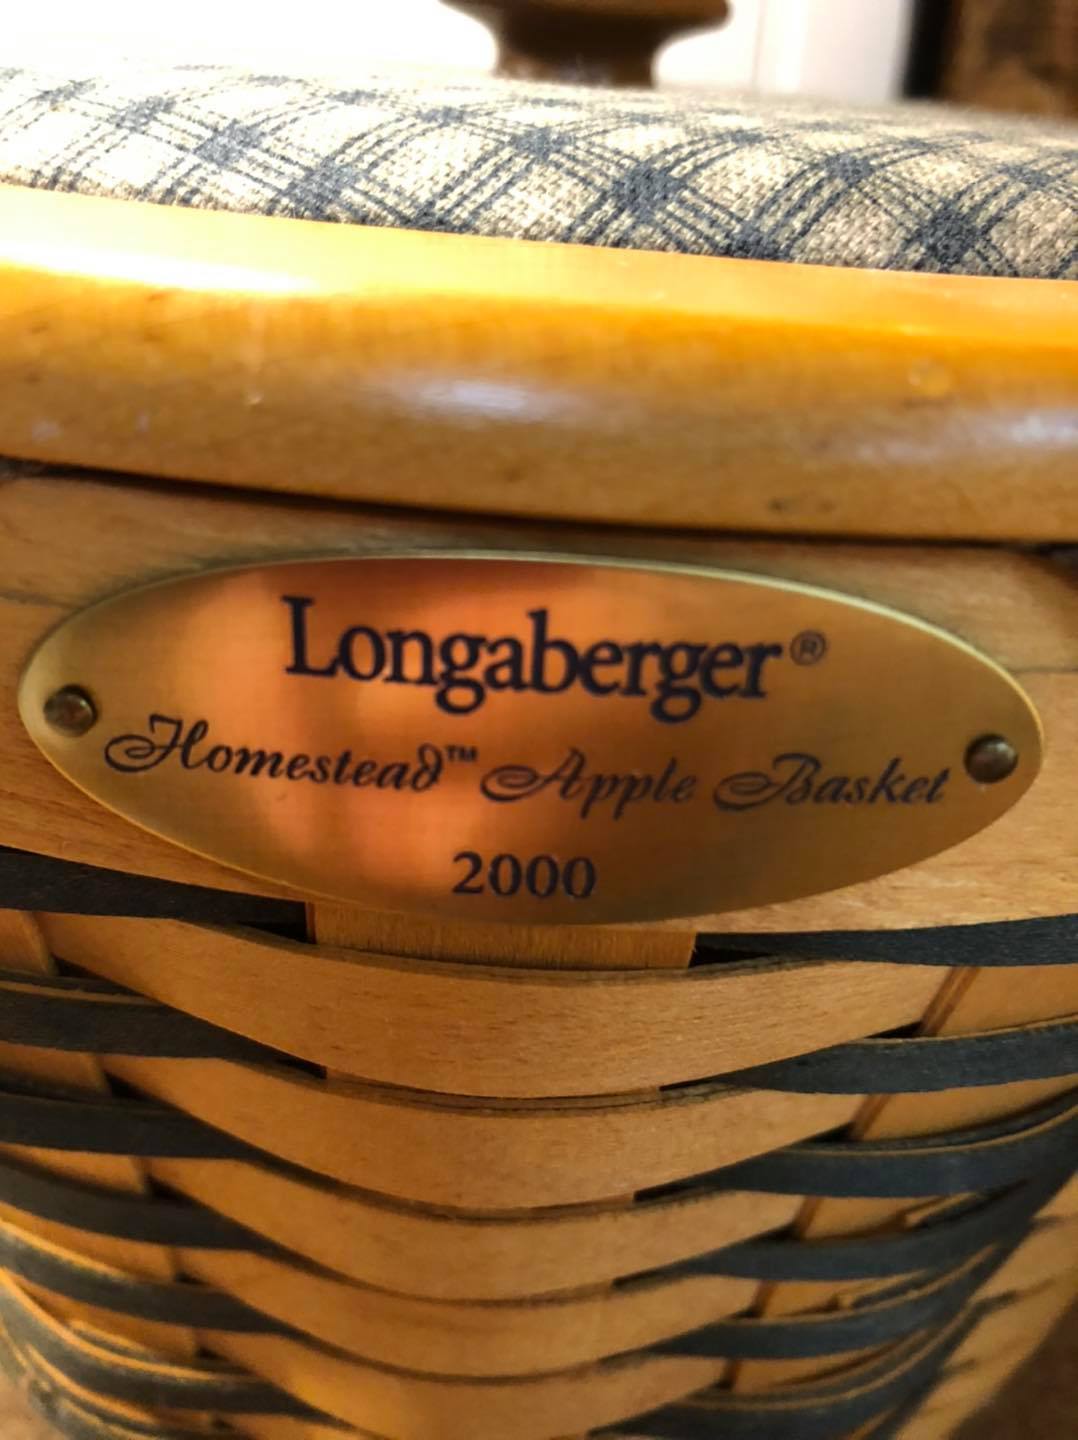 Longaberger®
Homestead™ Apple Basket
2000